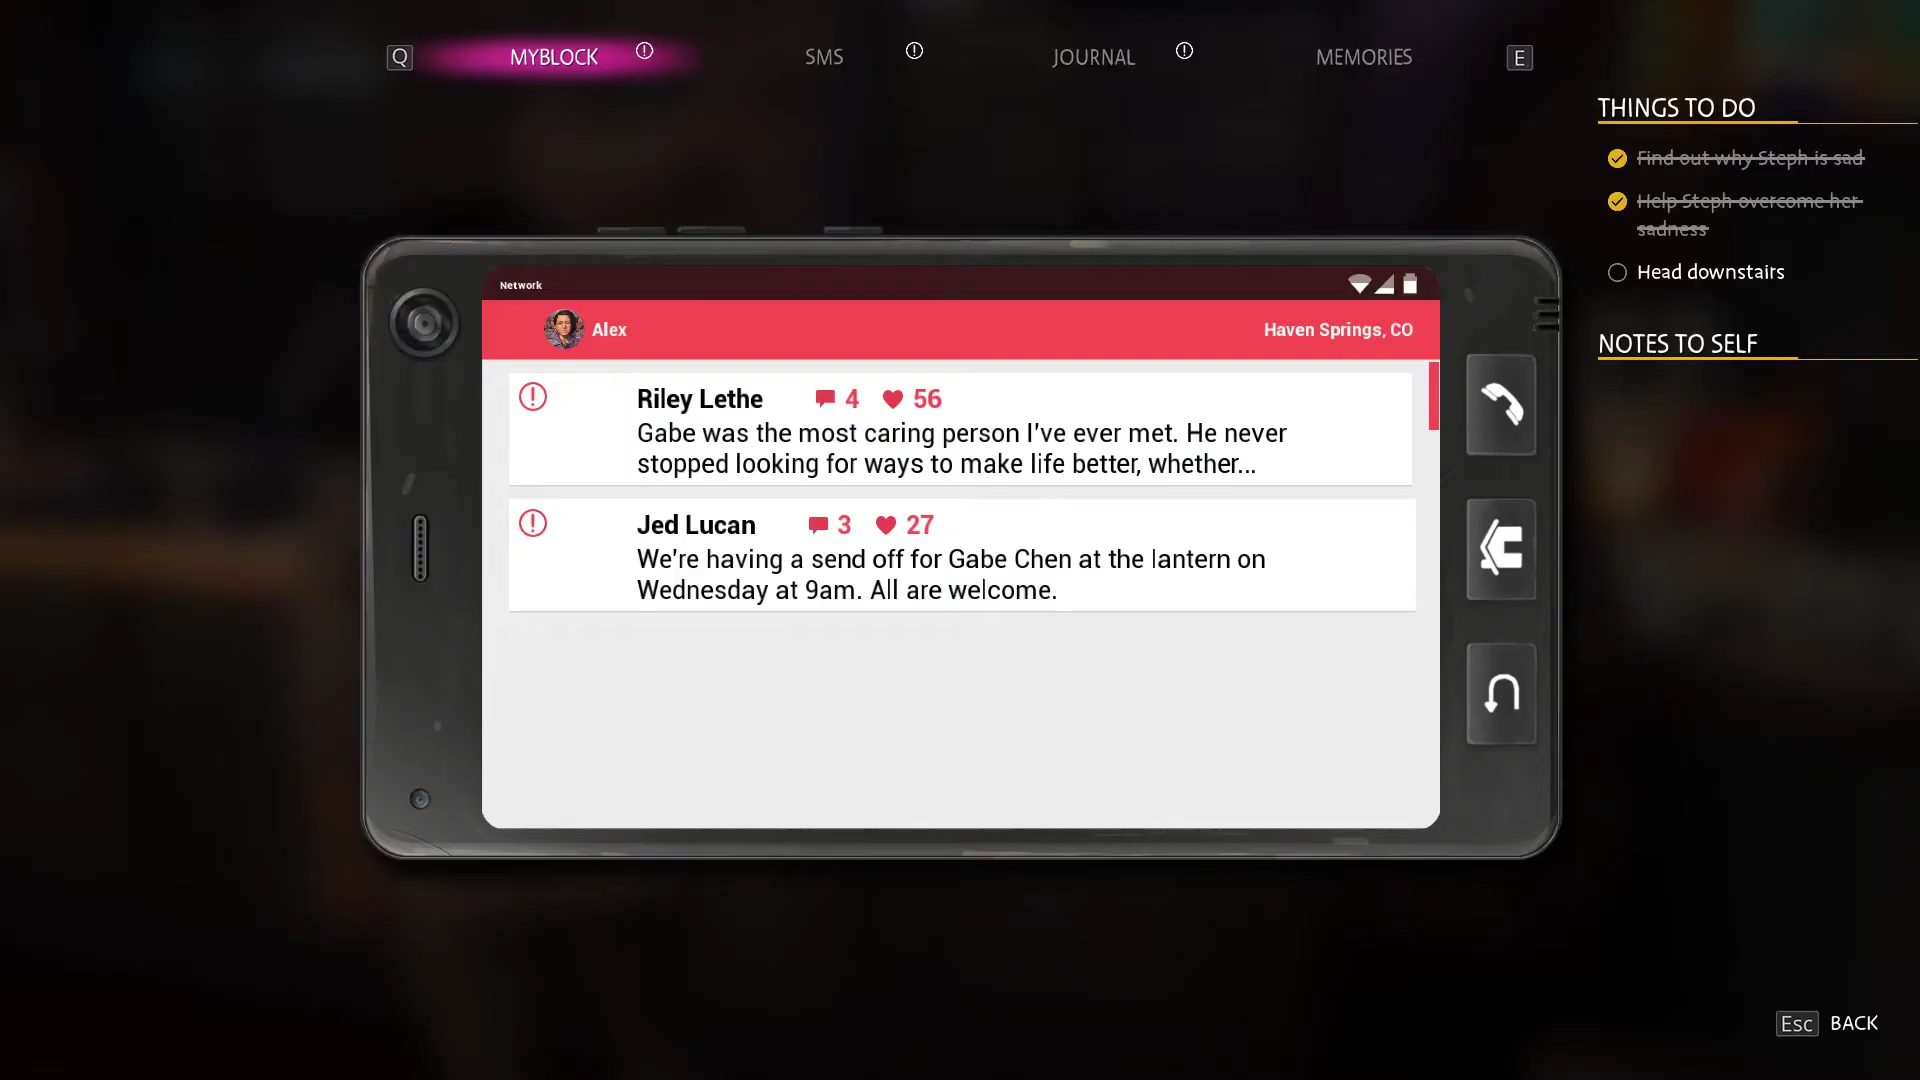 Q
MYBLOCK
SMS
JOURNAL
MEMORIES
E
THINGS TO DO
Find out why Steph is sad
Help Steph overcome her
sadness
Head downstairs
NOTES TO SELF
Network
Alex
Haven Springs, CO
Riley Lethe 4 56
Gabe was the most caring person I've ever met. He never
stopped looking for ways to make life better, whether...
Jed Lucan 3 27
We're having a send off for Gabe Chen at the lantern on
Wednesday at 9am. All are welcome.
Esc BACK